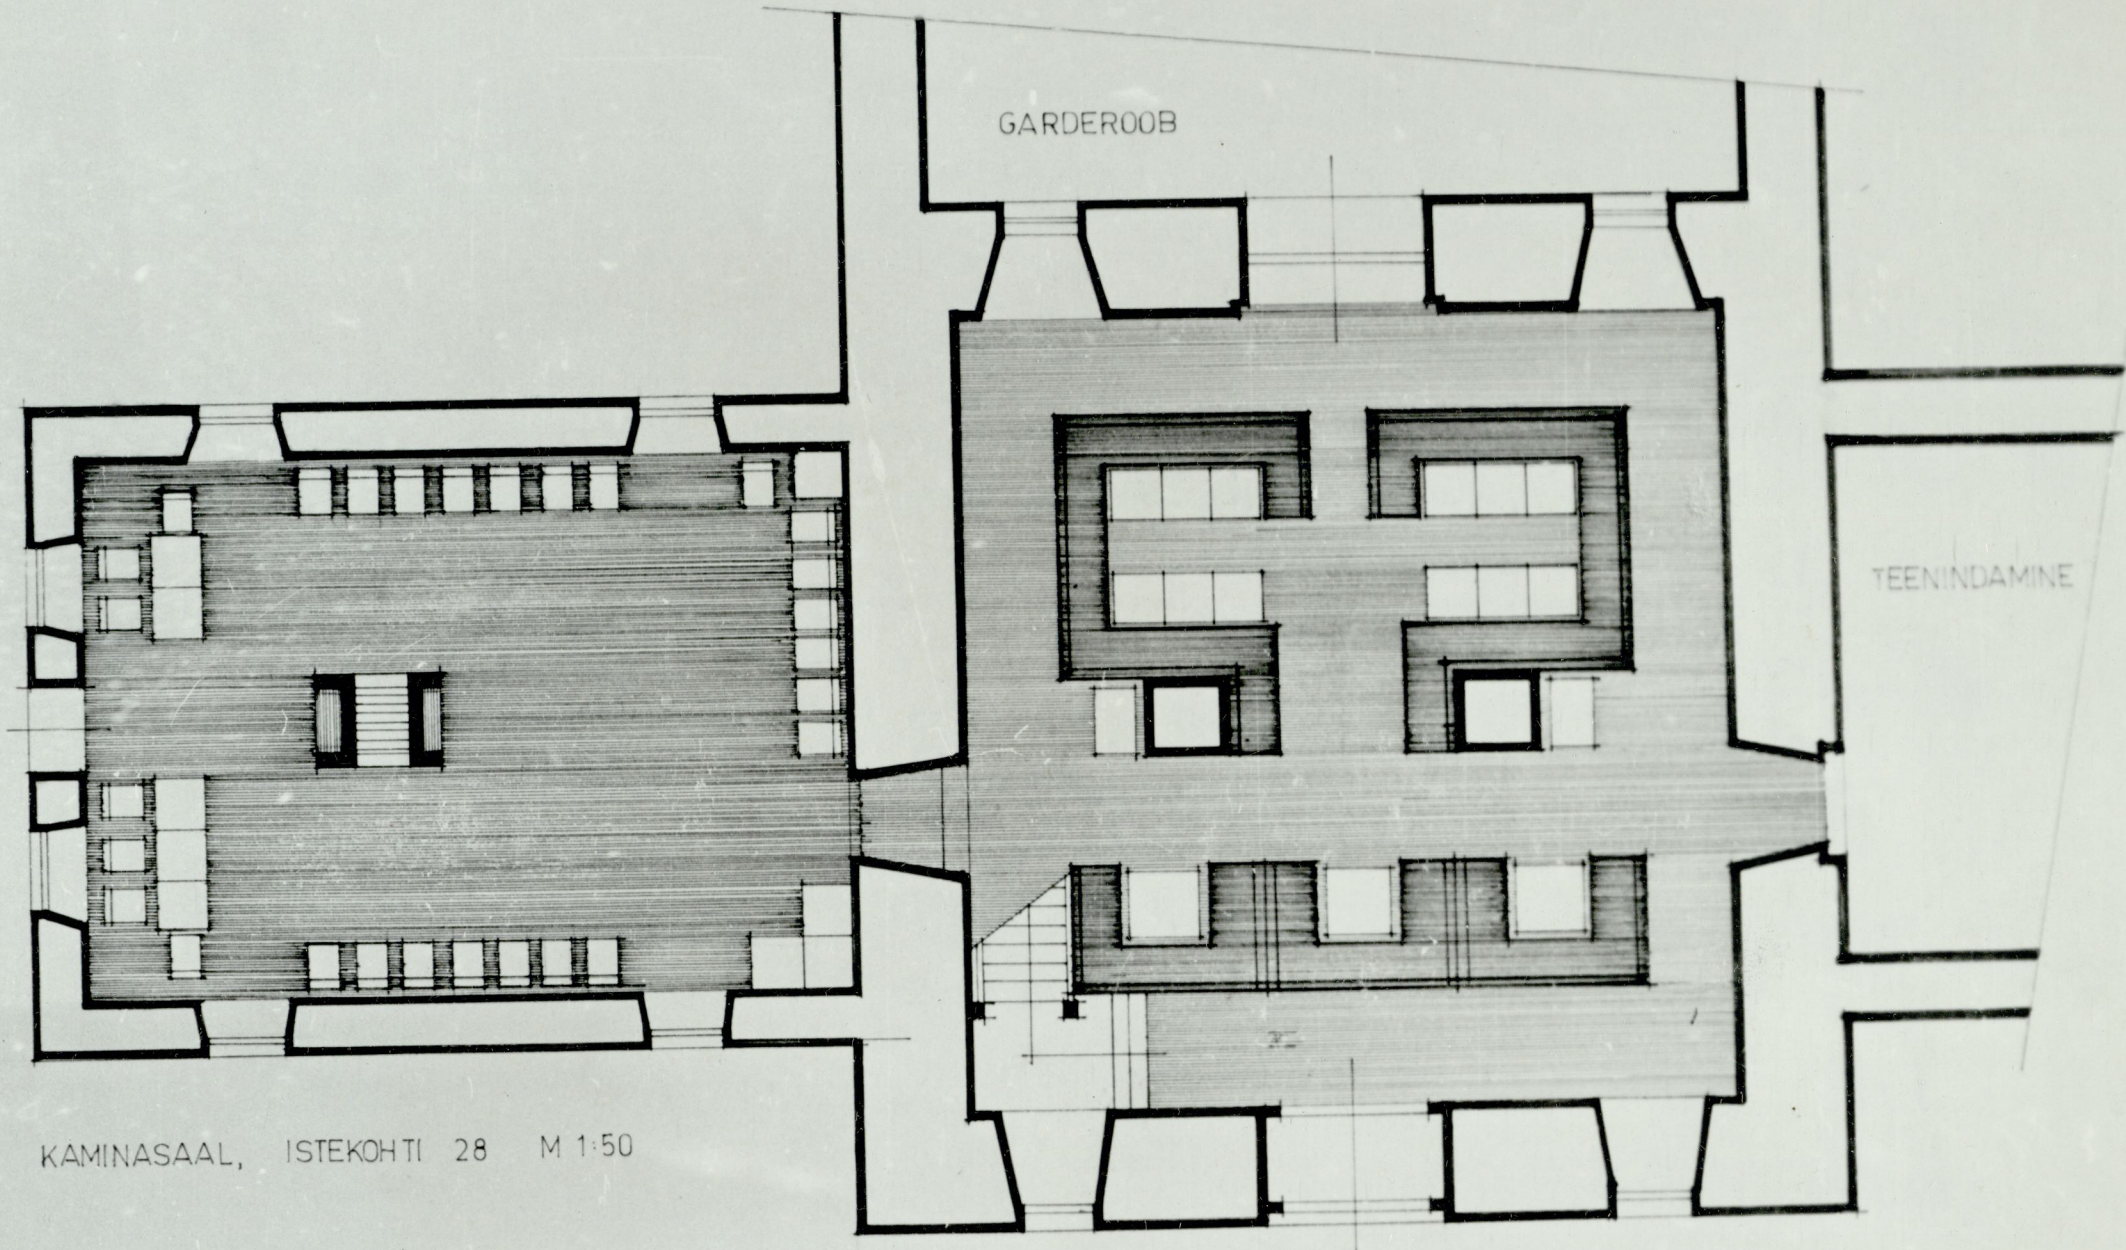 GARDEROOB
TEENINDAMINE
KAMINASAAL, ISTEKOHTI 28 M 1:50